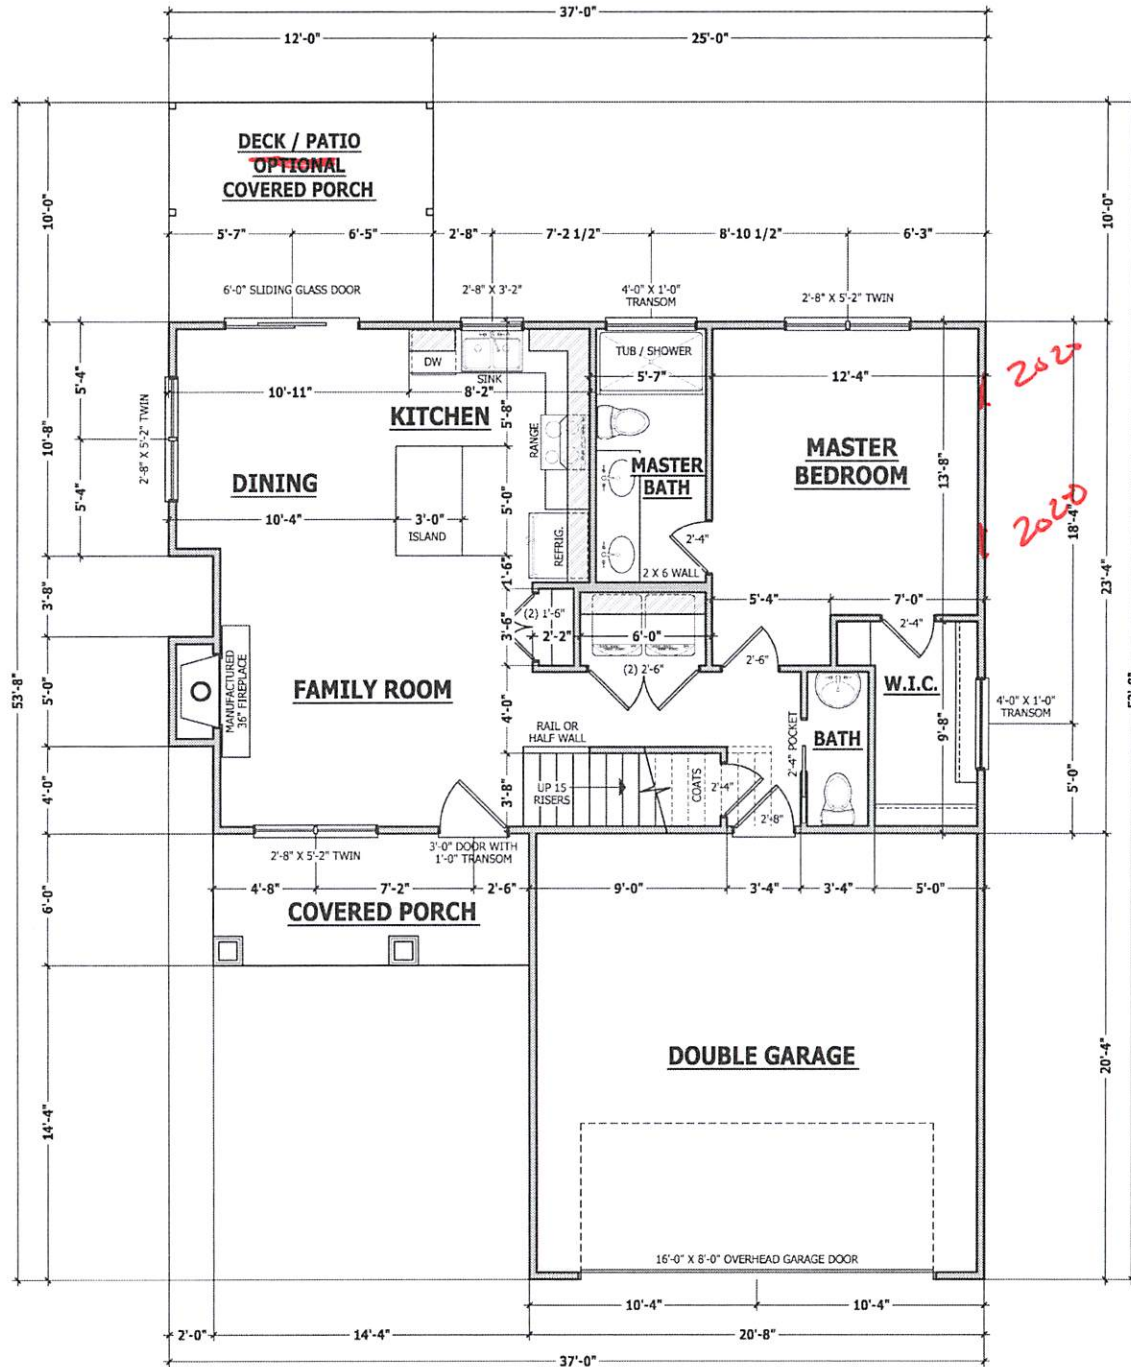 37'-0"
12'-0"
25'-0"
DECK / PATIO
OPTIONAL
COVERED PORCH
10'-0"
10'-0"
5'-7"
6'-5"
2'-8"
7'-2 1/2"
8'-10 1/2"
6'-3"
6'-0" SLIDING GLASS DOOR
2'-8" X 3'-2"
4'-0" X 1'-0"
TRANSOM
2'-8" X 5'-2" TWIN
DW
SINK
TUB / SHOWER
5'-7"
12'-4"
2020
5'-4"
10'-11"
8'-2"
KITCHEN
5'-8"
RANGE
10'-8"
2'-8" X 5'-2" TWIN
DINING
MASTER
BATH
MASTER
BEDROOM
13'-8"
2020
18'-4"
5'-4"
10'-4"
3'-0"
ISLAND
5'-0"
REFRIG.
2'-4"
2 X 6 WALL
1'-6"
3'-8"
5'-4"
7'-0"
2'-4"
23'-4"
(2) 1'-6"
3'-6"
2'-2"
6'-0"
(2) 2'-6"
2'-6"
53'-8"
5'-0"
MANUFACTURED
36" FIREPLACE
FAMILY ROOM
4'-0"
RAIL OR
HALF WALL
2'-4" POCKET
BATH
W.I.C.
9'-8"
4'-0" X 1'-0"
TRANSOM
5'-0"
4'-0"
3'-8"
UP 15
RISERS
COATS
2'-4"
2'-8"
2'-8" X 5'-2" TWIN
3'-0" DOOR WITH
1'-0" TRANSOM
6'-0"
4'-8"
7'-2"
2'-6"
9'-0"
3'-4"
3'-4"
5'-0"
COVERED PORCH
DOUBLE GARAGE
20'-4"
14'-4"
16'-0" X 8'-0" OVERHEAD GARAGE DOOR
10'-4"
10'-4"
2'-0"
14'-4"
20'-8"
37'-0"